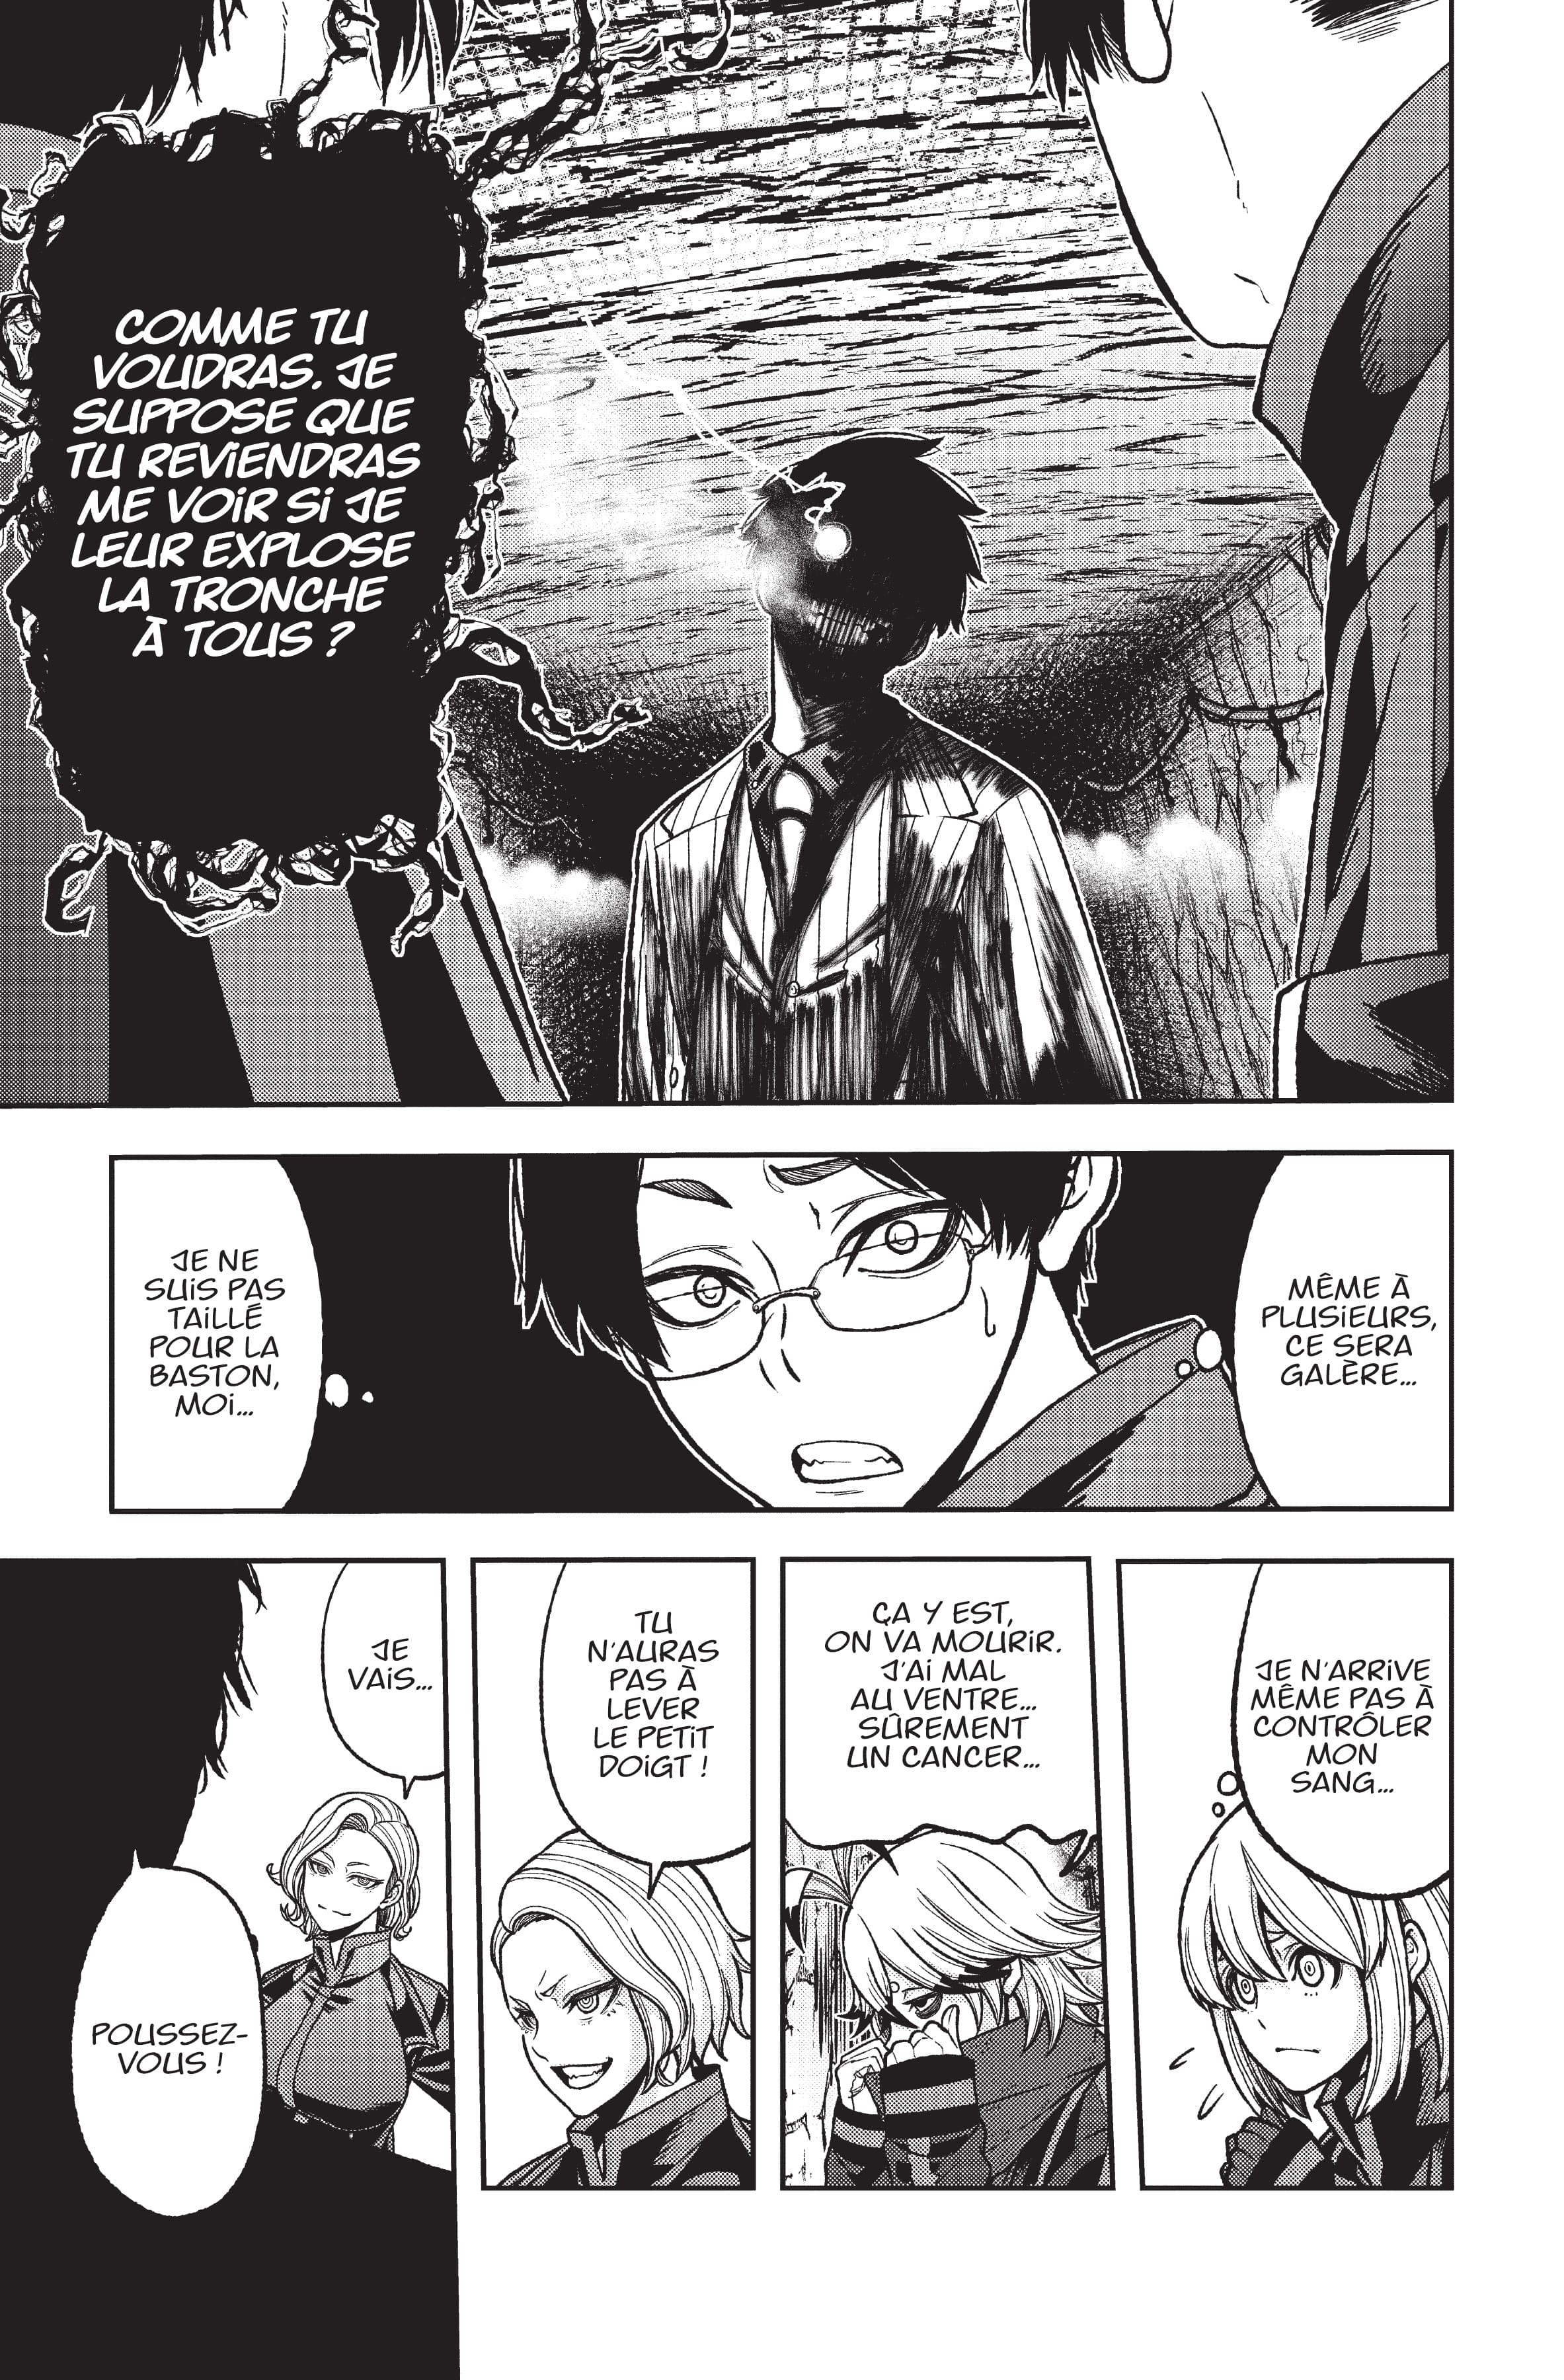 COMME TU
VOUDRAS. JE
SUPPOSE QUE
TU REVIENDRAS
ME VOIR SI JE
LEUR EXPLOSE
LA TRONCHE
À TOUS ?
MÊME À
PLUSIEURS,
CE SERA
GALÈRE...
JE NE
SUIS PAS
TAILLÉ
POUR LA
BASTON,
MOI...
JE N'ARRIVE
MÊME PAS À
CONTRÔLER
MON
SANG...
ÇA Y EST,
ON VA MOURIR.
J'AI MAL
AU VENTRE...
SÛREMENT
UN CANCER...
TU
N'AURAS
PAS À
LEVER
LE PETIT
DOIGT !
JE
VAIS...
POUSSEZ-
VOUS !